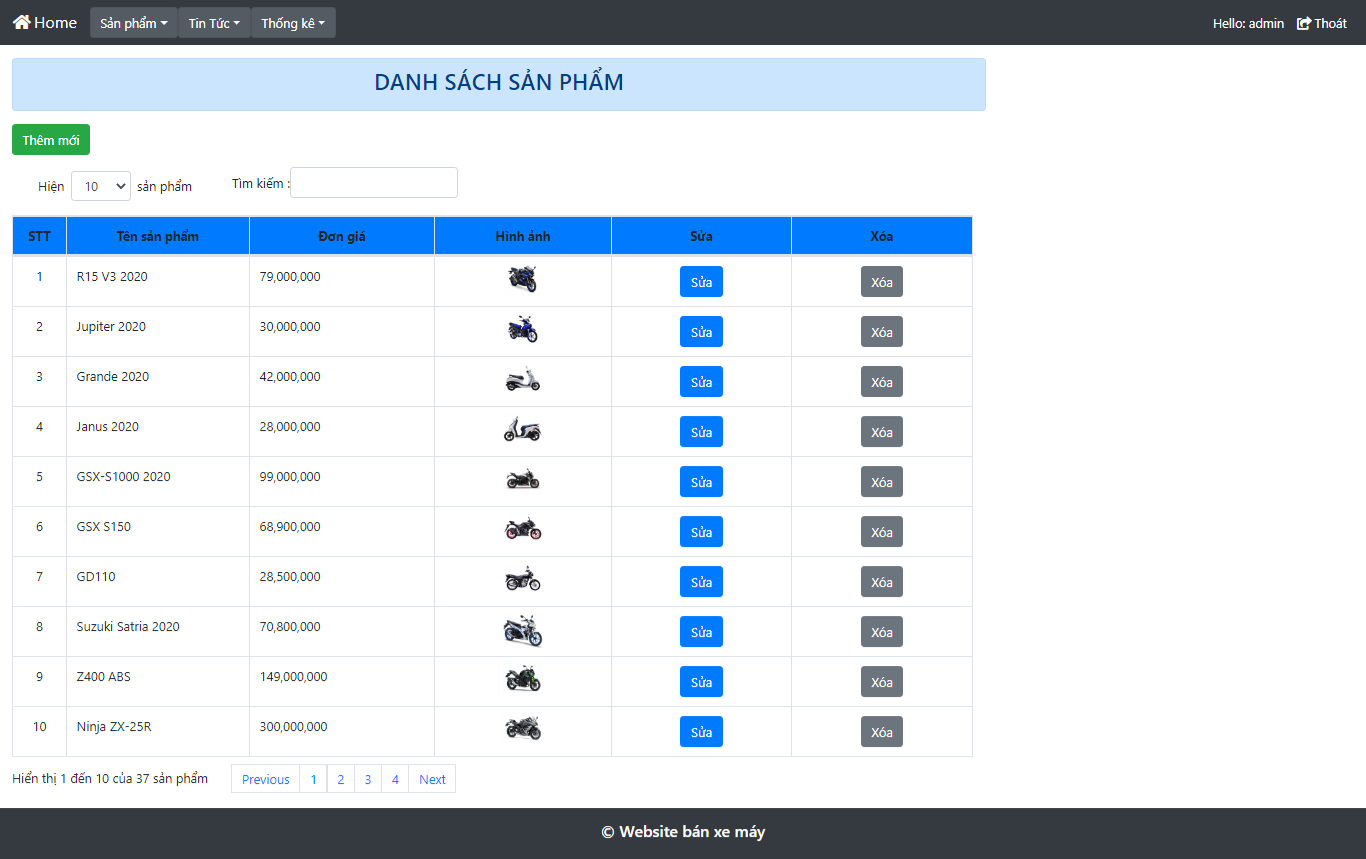 Home Sản phẩm Tin Tức Thống kê Hello: admin Thoát
DANH SÁCH SẢN PHẨM
Thêm mới
Hiện 10 sản phẩm Tìm kiếm :
STT Tên sản phẩm Đơn giá Hình ảnh Sửa Xóa
1 R15 V3 2020 79,000,000 Sửa Xóa
2 Jupiter 2020 30,000,000 Sửa Xóa
3 Grande 2020 42,000,000 Sửa Xóa
4 Janus 2020 28,000,000 Sửa Xóa
5 GSX-S1000 2020 99,000,000 Sửa Xóa
6 GSX S150 68,900,000 Sửa Xóa
7 GD110 28,500,000 Sửa Xóa
8 Suzuki Satria 2020 70,800,000 Sửa Xóa
9 Z400 ABS 149,000,000 Sửa Xóa
10 Ninja ZX-25R 300,000,000 Sửa Xóa
Hiển thị 1 đến 10 của 37 sản phẩm Previous 1 2 3 4 Next
© Website bán xe máy